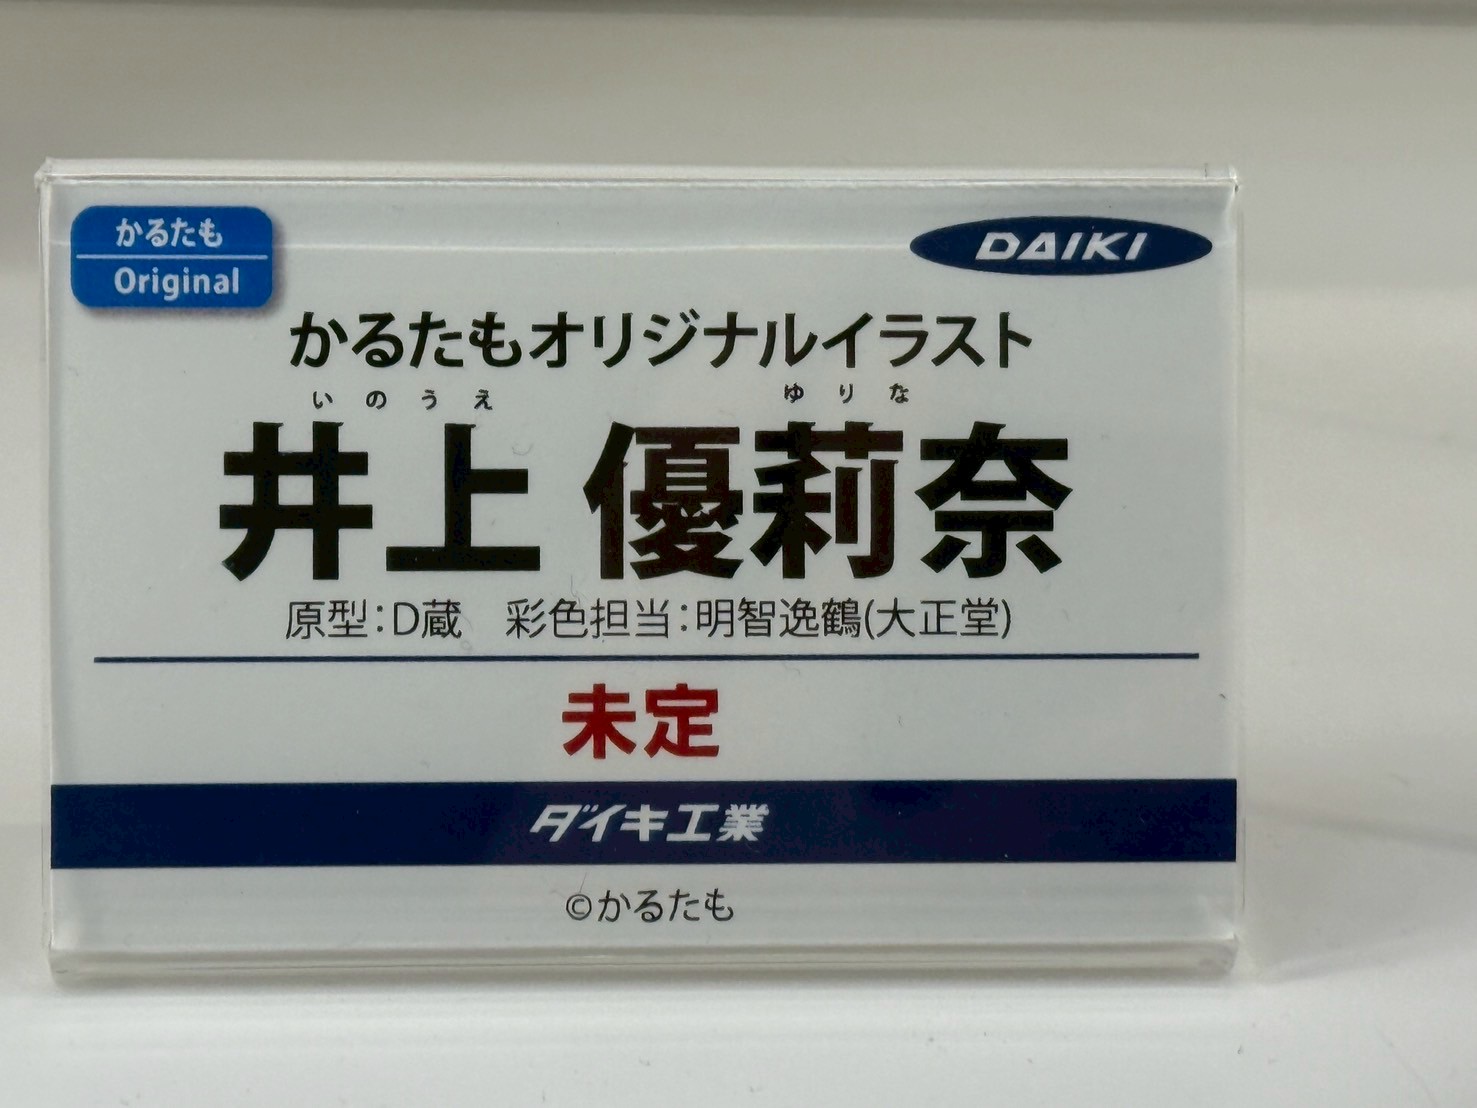 かるたも
Original
DAIKI
かるたもオリジナルイラスト
いのうえ ゆりな
井上 優莉奈
原型：D蔵　彩色担当：明智逸鶴(大正堂)
未定
ダイキ工業
©かるたも